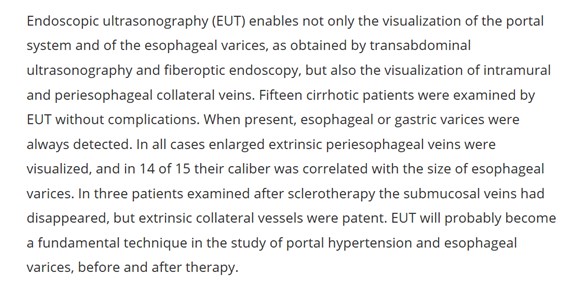 Endoscopic ultrasonography (EUT) enables not only the visualization of the portal
system and of the esophageal varices, as obtained by transabdominal
ultrasonography and fiberoptic endoscopy, but also the visualization of intramural
and periesophageal collateral veins. Fifteen cirrhotic patients were examined by
EUT without complications. When present, esophageal or gastric varices were
always detected. In all cases enlarged extrinsic periesophageal veins were
visualized, and in 14 of 15 their caliber was correlated with the size of esophageal
varices. In three patients examined after sclerotherapy the submucosal veins had
disappeared, but extrinsic collateral vessels were patent. EUT will probably become
a fundamental technique in the study of portal hypertension and esophageal
varices, before and after therapy.